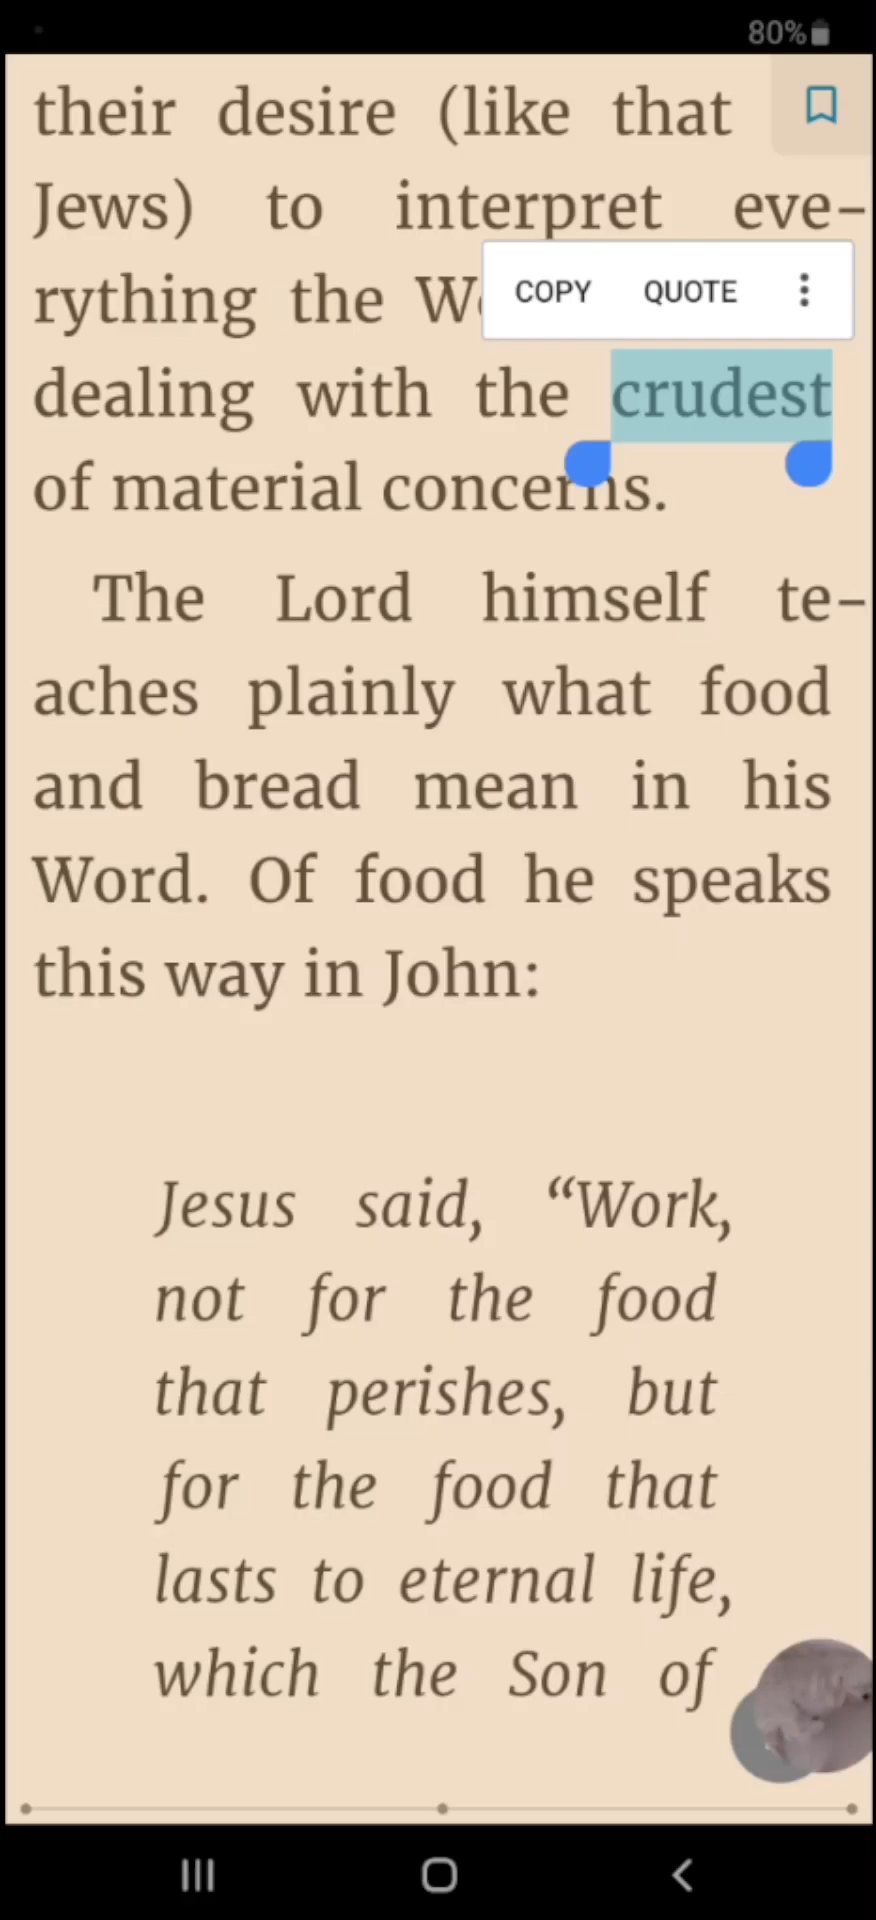 80%
their desire (like that
Jews) to interpret eve-
rything the
COPY QUOTE
dealing with the crudest
of material concerns.
The Lord himself te-
aches plainly what food
and bread mean in his
Word. Of food he speaks
this way in John:
Jesus said, “Work,
not for the food
that perishes, but
for the food that
lasts to eternal life,
which the Son of